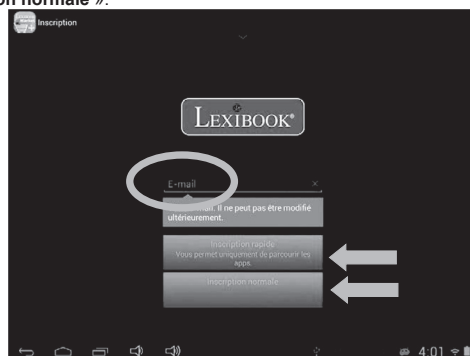 on normale ».
Inscription
LEXIBOOK®
E-mail
mail. Il ne peut pas être modifié
ultérieurement.
Inscription rapide
Vous permet uniquement de parcourir les
apps.
Inscription normale
4:01